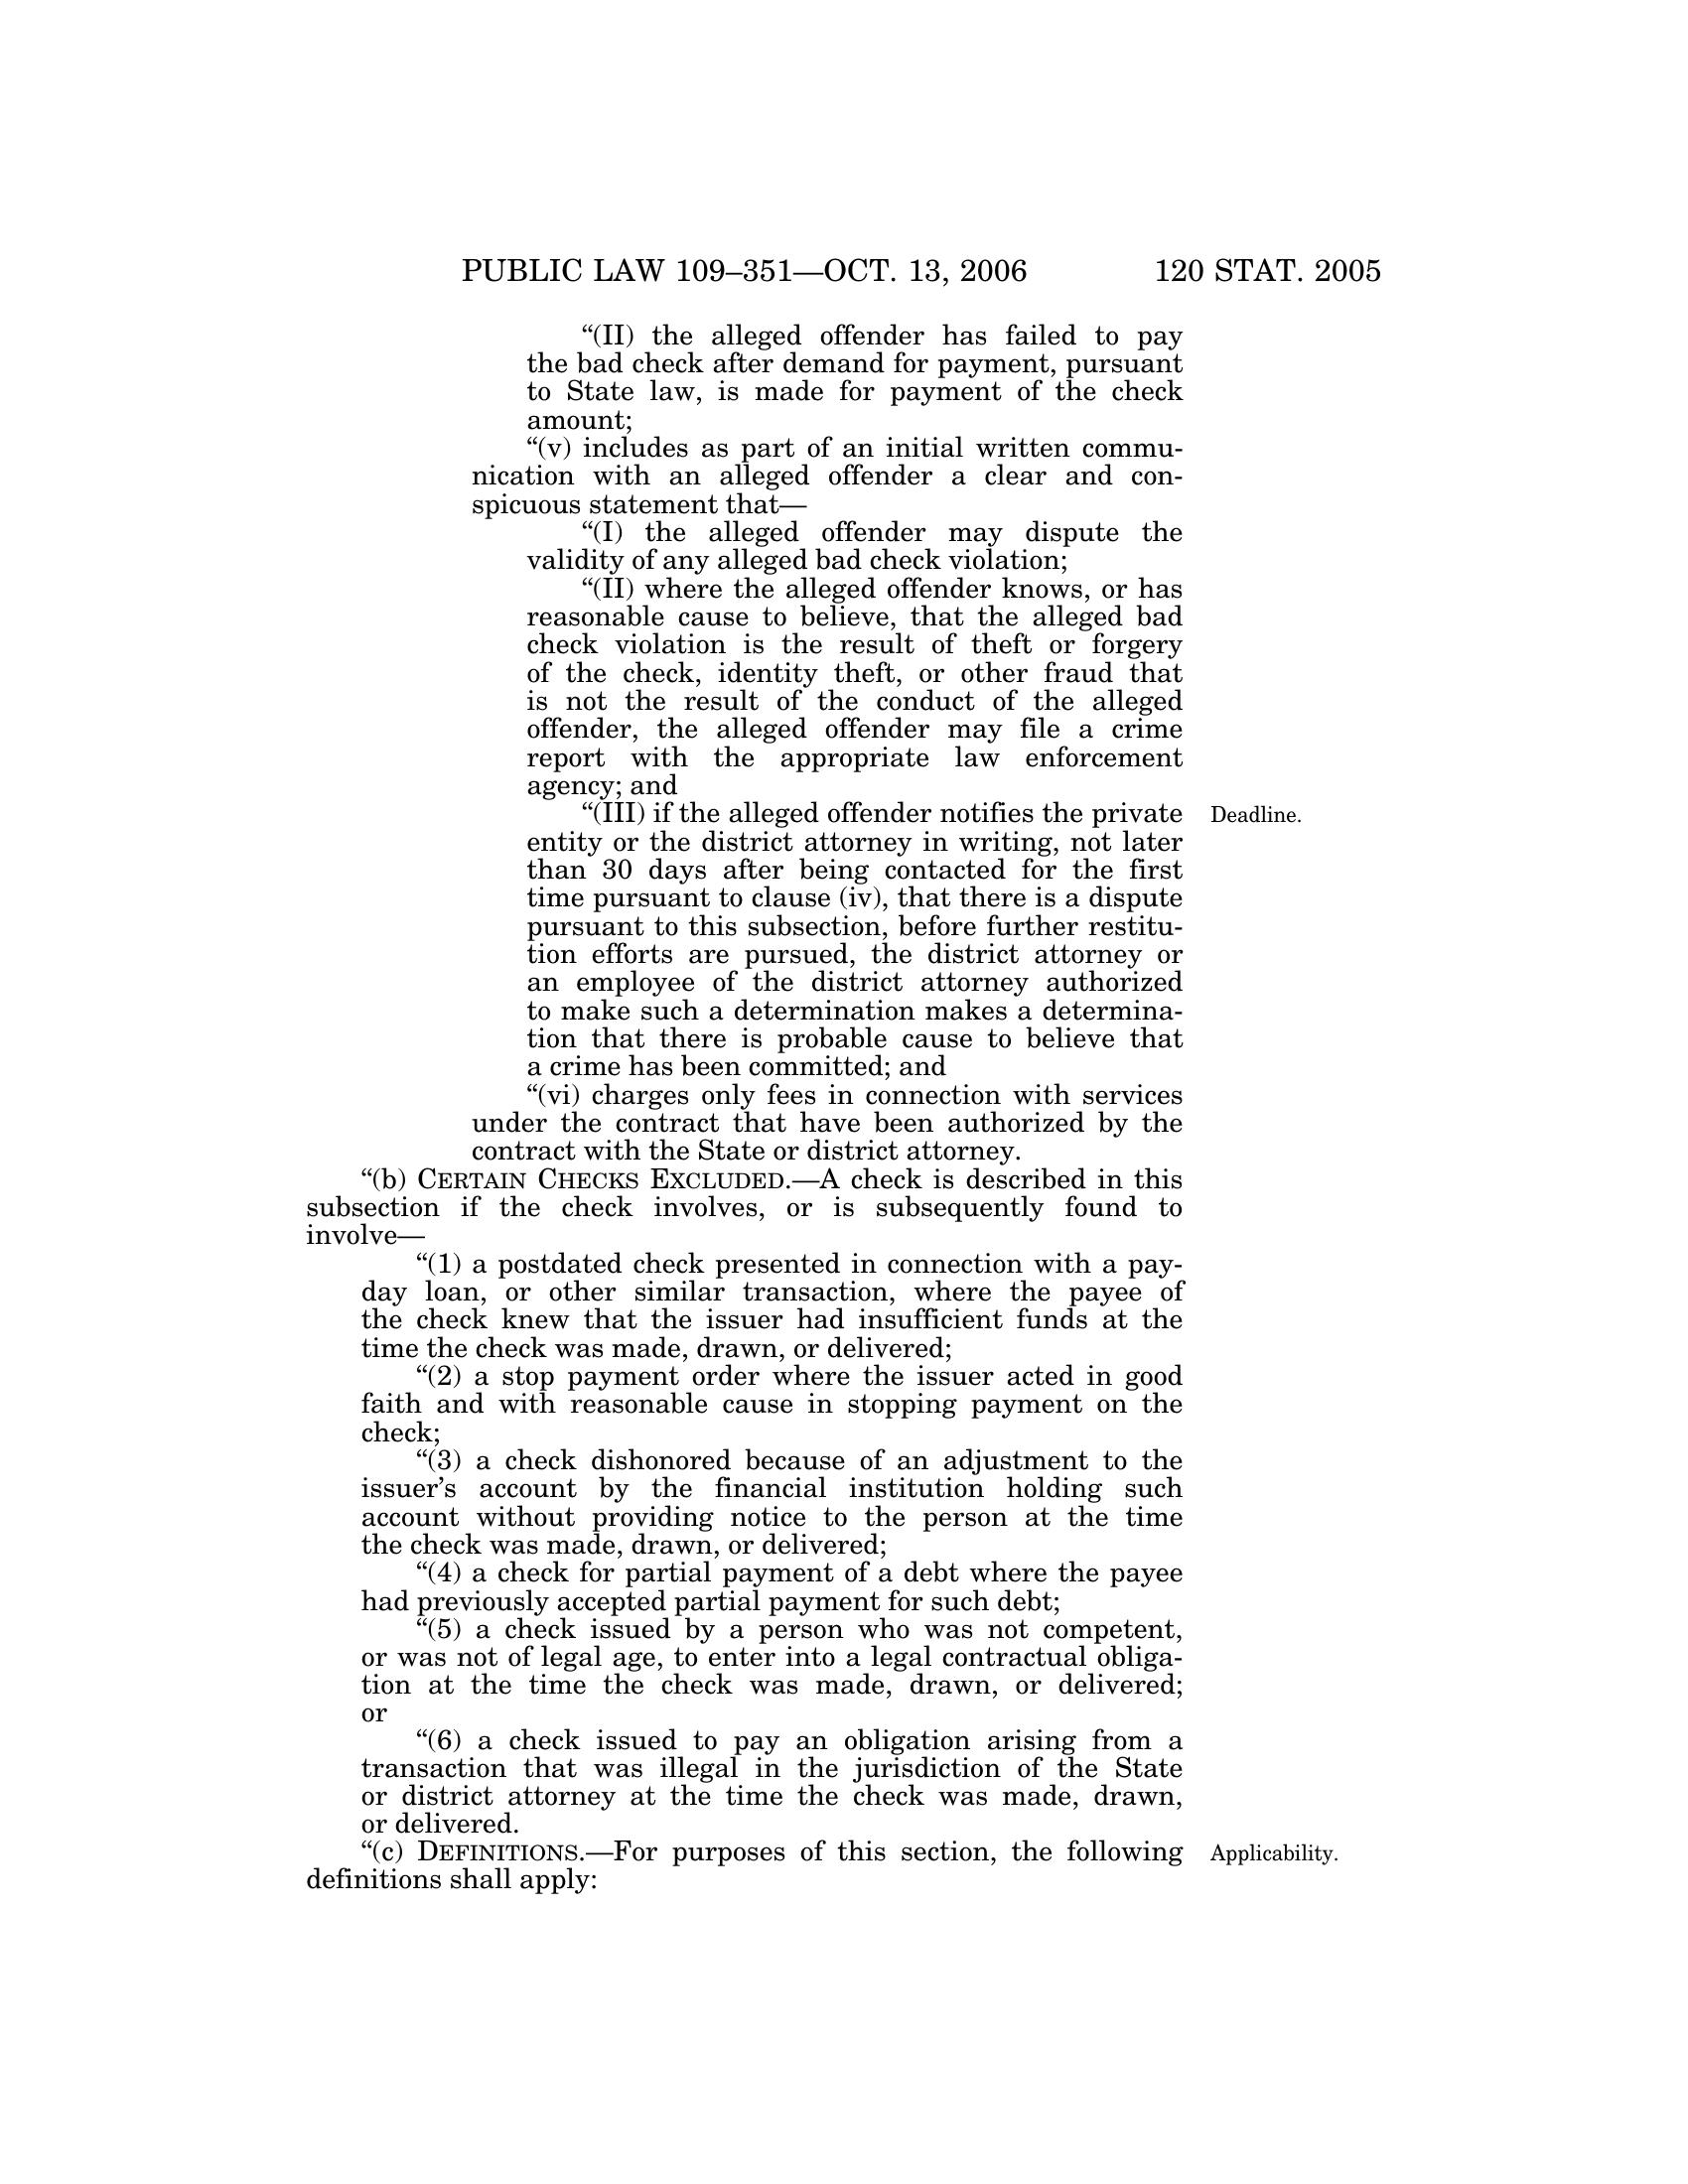 PUBLIC LAW 109–351—OCT. 13, 2006 120 STAT. 2005
“(II) the alleged offender has failed to pay
the bad check after demand for payment, pursuant
to State law, is made for payment of the check
amount;
“(v) includes as part of an initial written commu-
nication with an alleged offender a clear and con-
spicuous statement that—
“(I) the alleged offender may dispute the
validity of any alleged bad check violation;
“(II) where the alleged offender knows, or has
reasonable cause to believe, that the alleged bad
check violation is the result of theft or forgery
of the check, identity theft, or other fraud that
is not the result of the conduct of the alleged
offender, the alleged offender may file a crime
report with the appropriate law enforcement
agency; and
“(III) if the alleged offender notifies the private Deadline.
entity or the district attorney in writing, not later
than 30 days after being contacted for the first
time pursuant to clause (iv), that there is a dispute
pursuant to this subsection, before further restitu-
tion efforts are pursued, the district attorney or
an employee of the district attorney authorized
to make such a determination makes a determina-
tion that there is probable cause to believe that
a crime has been committed; and
“(vi) charges only fees in connection with services
under the contract that have been authorized by the
contract with the State or district attorney.
“(b) CERTAIN CHECKS EXCLUDED.—A check is described in this
subsection if the check involves, or is subsequently found to
involve—
“(1) a postdated check presented in connection with a pay-
day loan, or other similar transaction, where the payee of
the check knew that the issuer had insufficient funds at the
time the check was made, drawn, or delivered;
“(2) a stop payment order where the issuer acted in good
faith and with reasonable cause in stopping payment on the
check;
“(3) a check dishonored because of an adjustment to the
issuer’s account by the financial institution holding such
account without providing notice to the person at the time
the check was made, drawn, or delivered;
“(4) a check for partial payment of a debt where the payee
had previously accepted partial payment for such debt;
“(5) a check issued by a person who was not competent,
or was not of legal age, to enter into a legal contractual obliga-
tion at the time the check was made, drawn, or delivered;
or
“(6) a check issued to pay an obligation arising from a
transaction that was illegal in the jurisdiction of the State
or district attorney at the time the check was made, drawn,
or delivered.
“(c) DEFINITIONS.—For purposes of this section, the following Applicability.
definitions shall apply: